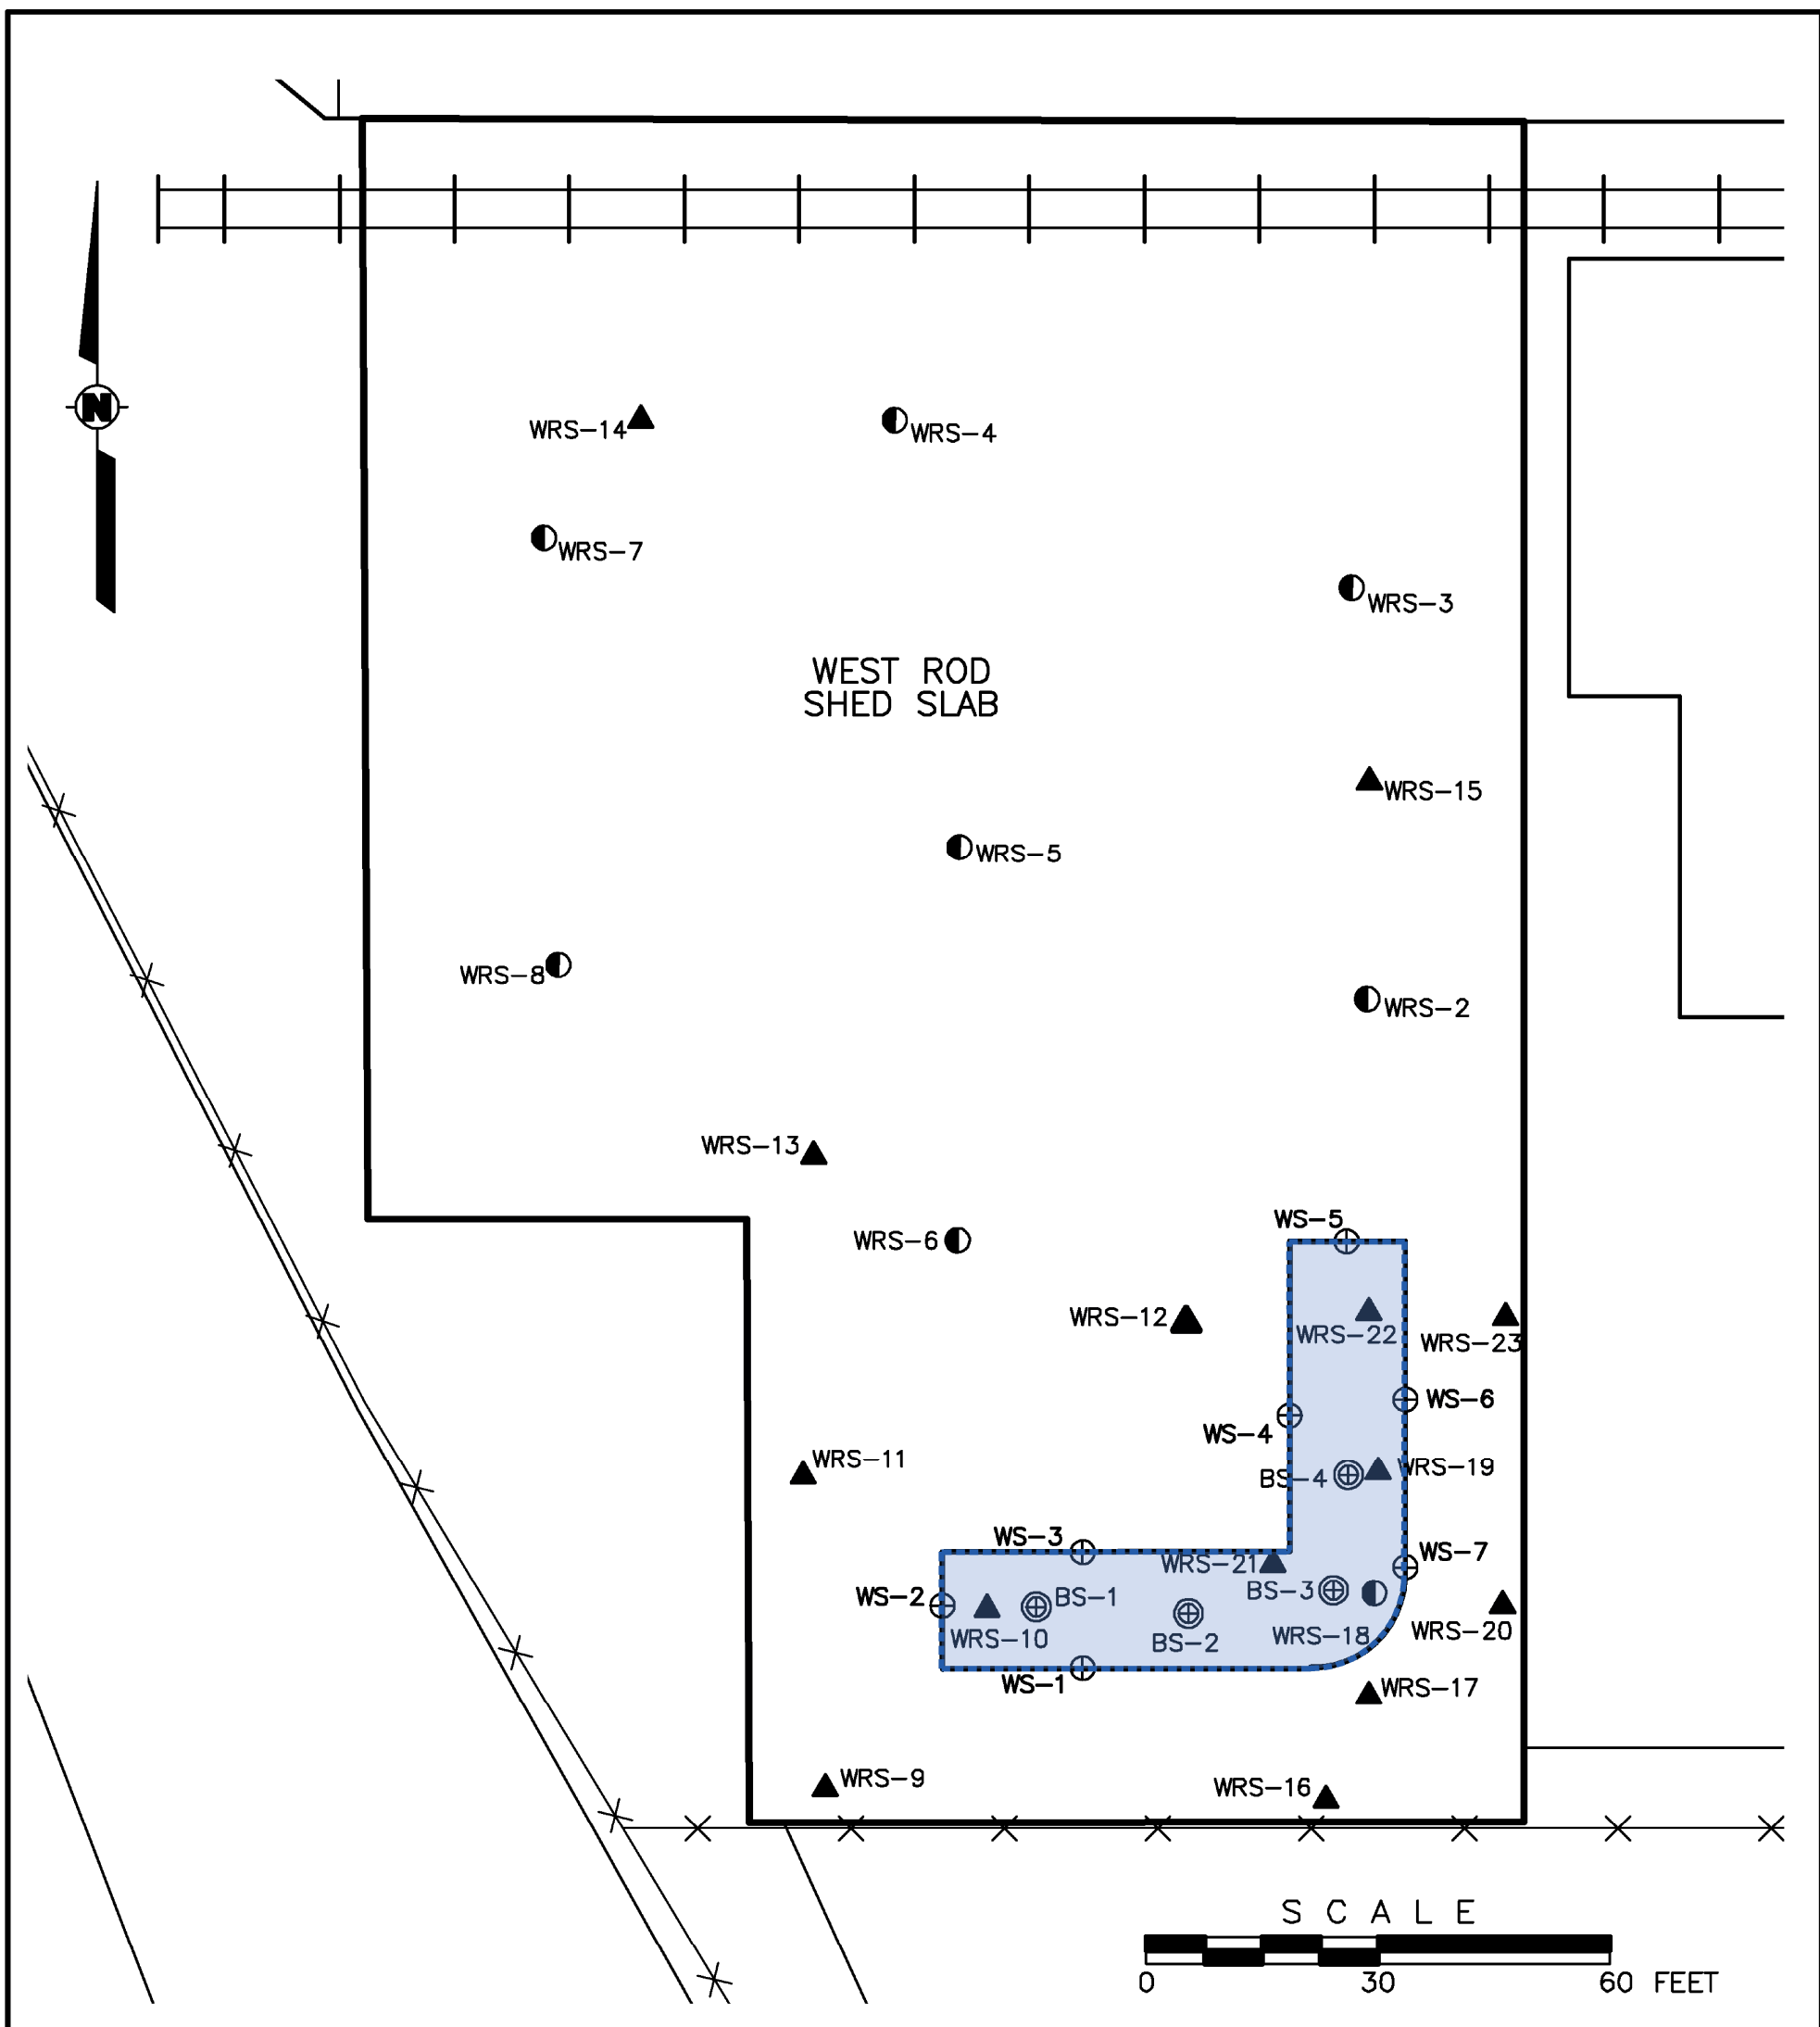 WRS-14
WRS-4
N
WRS-7
WRS-3
WEST ROD
SHED SLAB
WRS-15
WRS-5
WRS-8
WRS-2
WRS-13
WS-5
WRS-6
WRS-12
WRS-22
WRS-23
WS-6
WS-4
WRS-11
BS-4
WRS-19
WS-3
WRS-21
WS-7
WS-2
BS-1
BS-3
WRS-10
BS-2
WRS-18
WRS-20
WS-1
WRS-17
WRS-9
WRS-16
SCALE
0 30 60 FEET